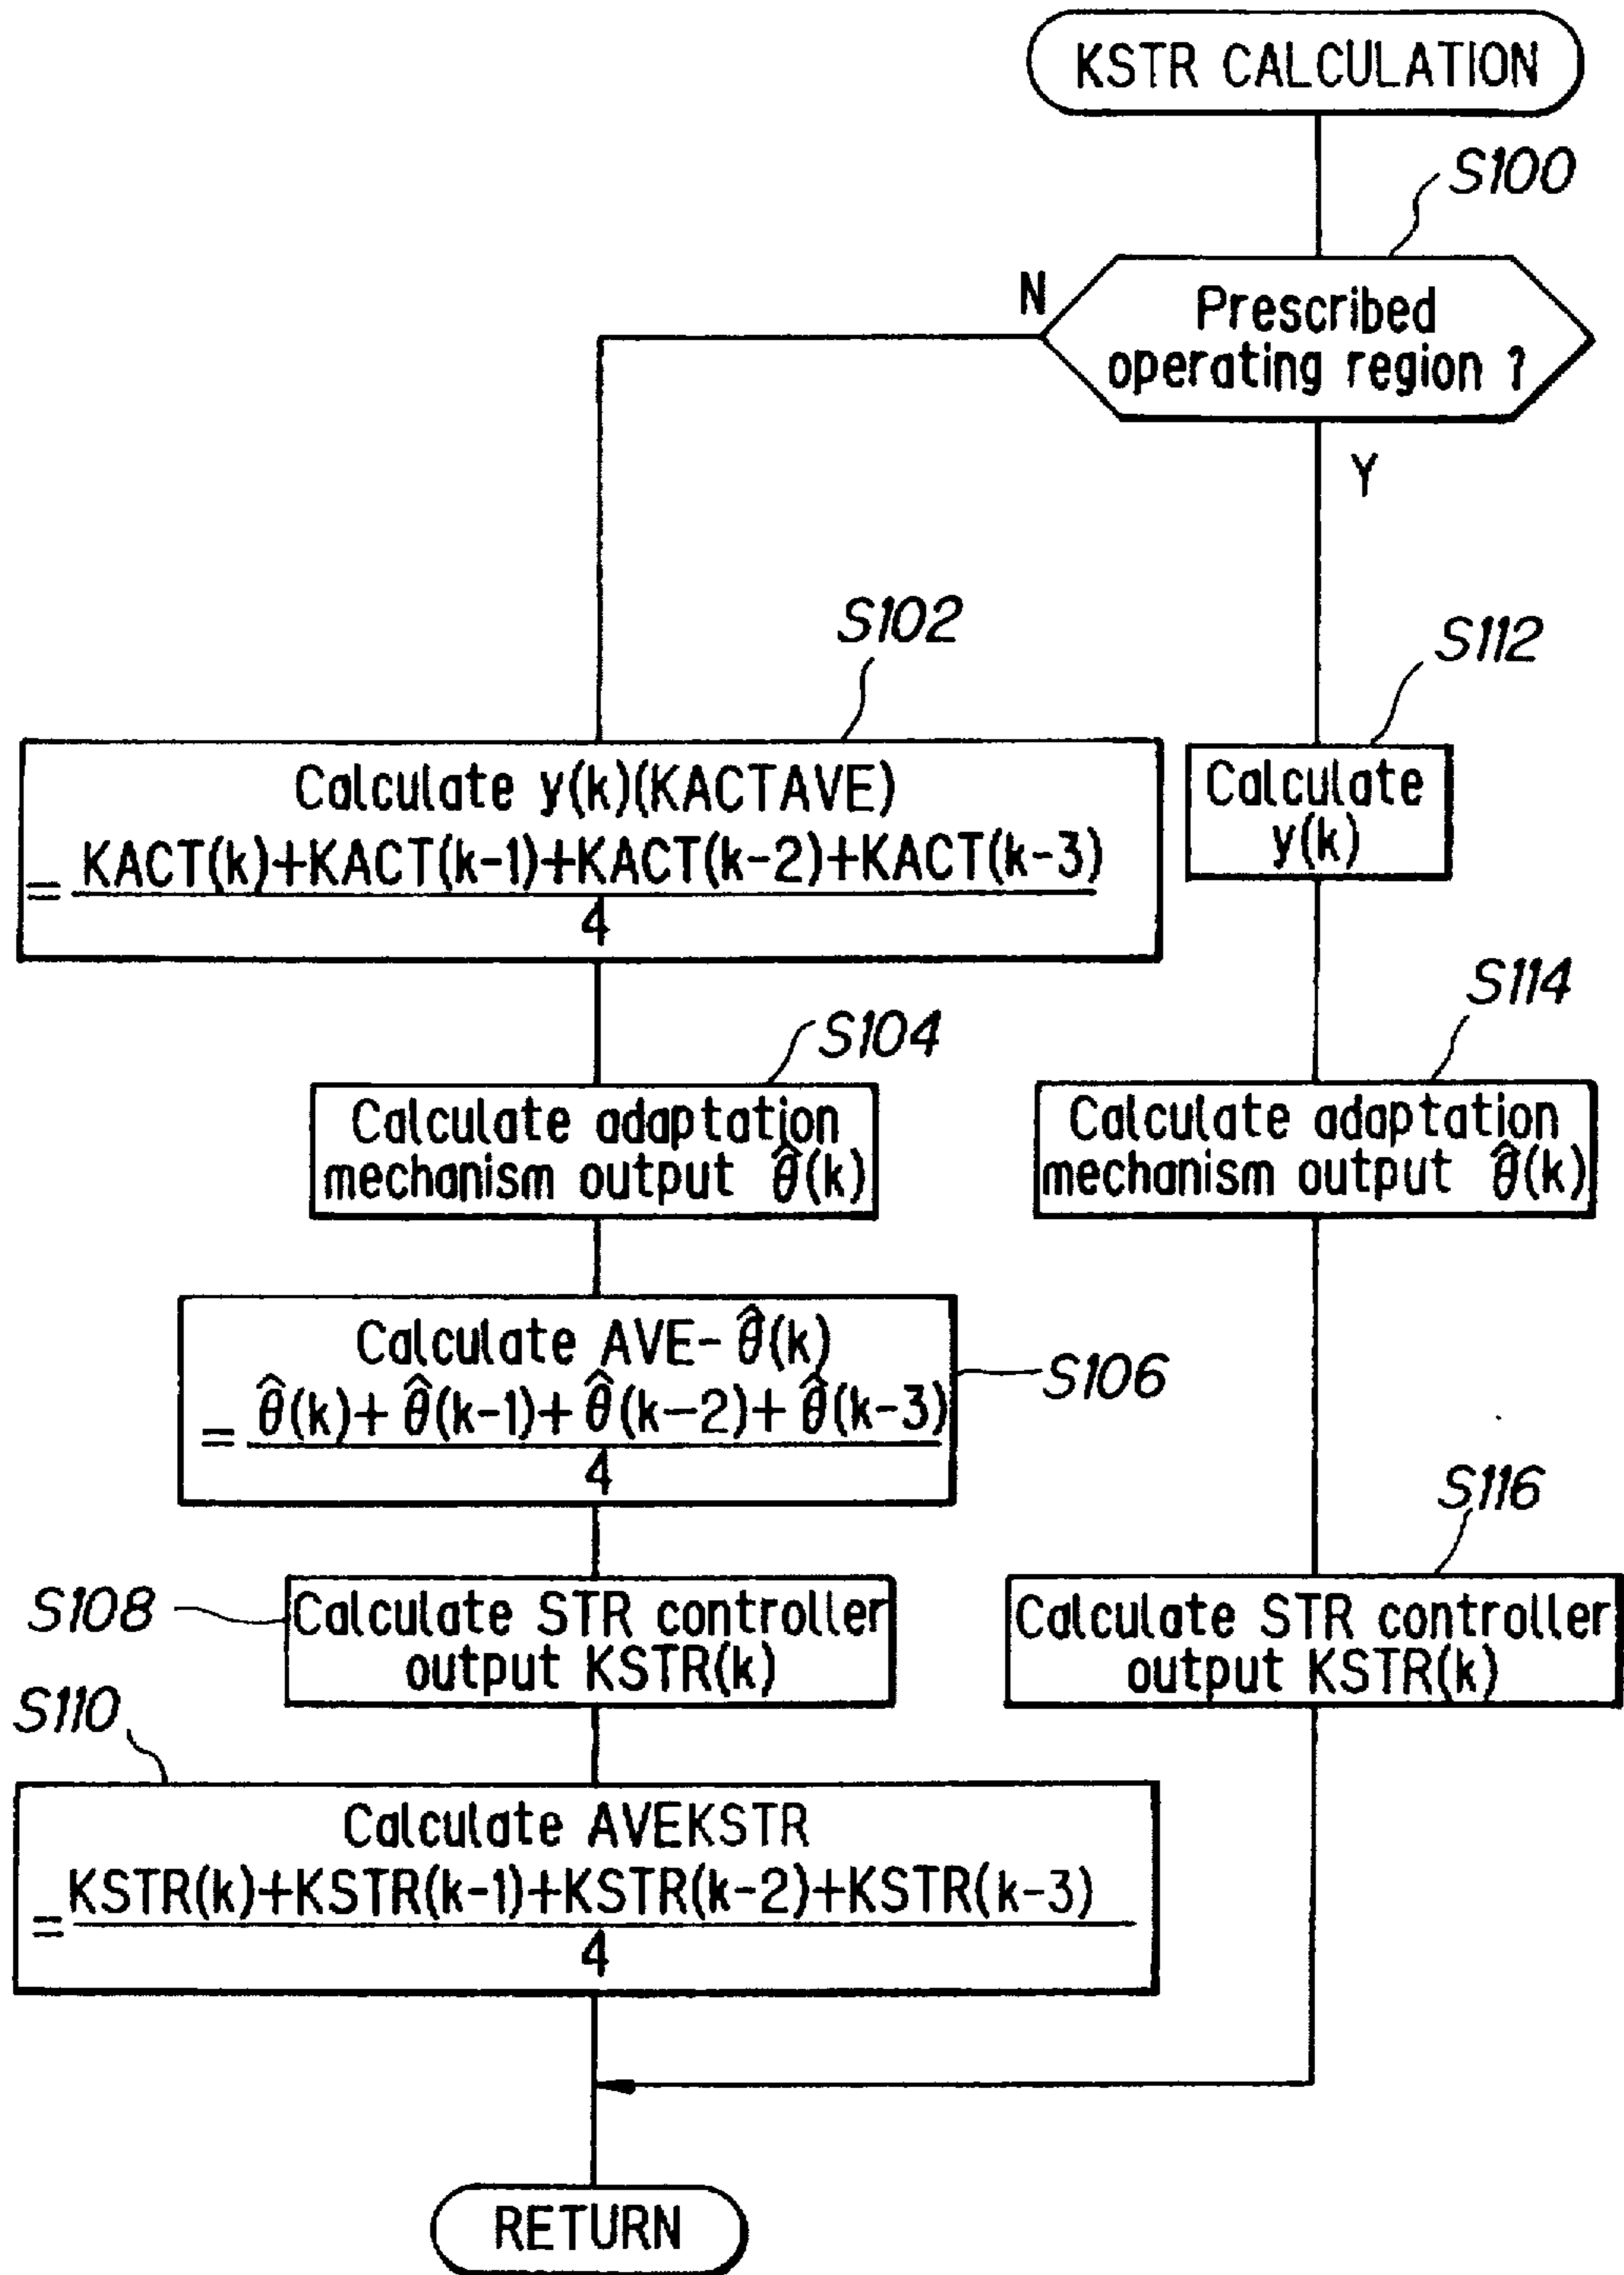 KSTR CALCULATION
S100
N
Prescribed
operating region ?
Y
S102
Calculate y(k)(KACTAVE)
= KACT(k)+KACT(k-1)+KACT(k-2)+KACT(k-3)
4
S112
Calculate
y(k)
S104
Calculate adaptation
mechanism output θ̂(k)
S114
Calculate adaptation
mechanism output θ̂(k)
Calculate AVE-θ̂(k)
= θ̂(k)+θ̂(k-1)+θ̂(k-2)+θ̂(k-3)
4
S106
S108
Calculate STR controller
output KSTR(k)
S116
Calculate STR controller
output KSTR(k)
S110
Calculate AVEKSTR
= KSTR(k)+KSTR(k-1)+KSTR(k-2)+KSTR(k-3)
4
RETURN